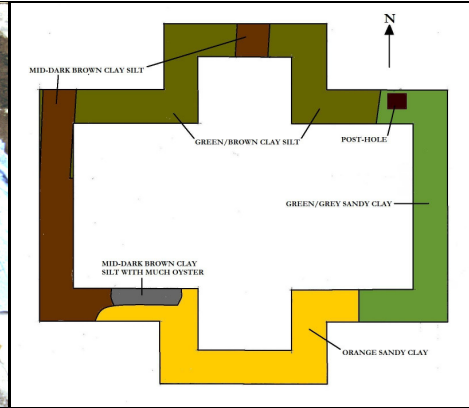 N
MID-DARK BROWN CLAY SILT
GREEN/BROWN CLAY SILT
POST-HOLE
GREEN/GREY SANDY CLAY
MID-DARK BROWN CLAY
SILT WITH MUCH OYSTER
ORANGE SANDY CLAY